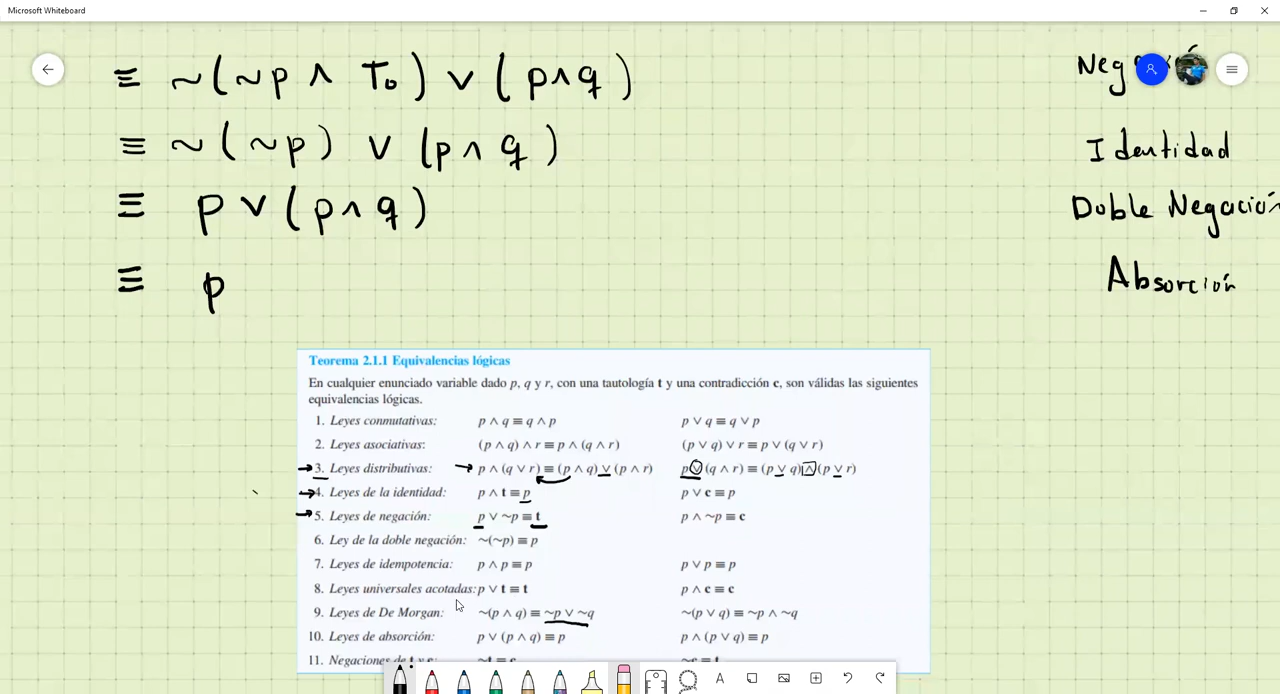 Microsoft Whiteboard
≡ ~(~p ∧ T₀) ∨ (p∧q)
≡ ~(~p) ∨ (p∧q) Identidad
≡ p∨(p∧q) Doble Negación
≡ p Absorción
Teorema 2.1.1 Equivalencias lógicas
En cualquier enunciado variable dado p, q y r, con una tautología t y una contradicción c, son válidas las siguientes
equivalencias lógicas.
1. Leyes conmutativas: p ∧ q ≡ q ∧ p p ∨ q ≡ q ∨ p
2. Leyes asociativas: (p ∧ q) ∧ r ≡ p ∧ (q ∧ r) (p ∨ q) ∨ r ≡ p ∨ (q ∨ r)
3. Leyes distributivas: p ∧ (q ∨ r) ≡ (p ∧ q) ∨ (p ∧ r) p ∨ (q ∧ r) ≡ (p ∨ q) ∧ (p ∨ r)
4. Leyes de la identidad: p ∧ t ≡ p p ∨ c ≡ p
5. Leyes de negación: p ∨ ~p ≡ t p ∧ ~p ≡ c
6. Ley de la doble negación: ~(~p) ≡ p
7. Leyes de idempotencia: p ∧ p ≡ p p ∨ p ≡ p
8. Leyes universales acotadas: p ∨ t ≡ t p ∧ c ≡ c
9. Leyes de De Morgan: ~(p ∧ q) ≡ ~p ∨ ~q ~(p ∨ q) ≡ ~p ∧ ~q
10. Leyes de absorción: p ∨ (p ∧ q) ≡ p p ∧ (p ∨ q) ≡ p
11. Negaciones de t y c: ~t ≡ c ~c ≡ t